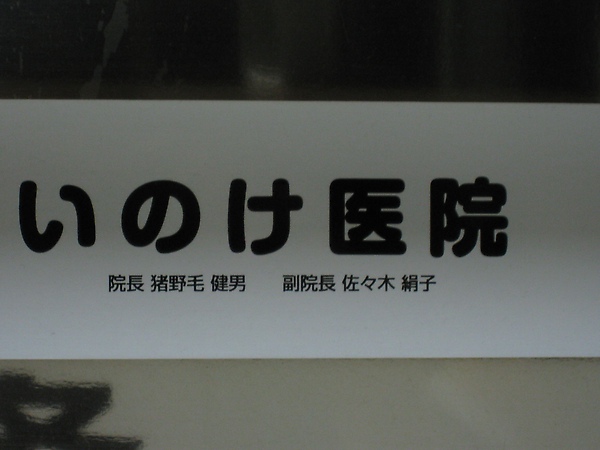 いのけ医院
院長 猪野毛 健男　　副院長 佐々木 絹子